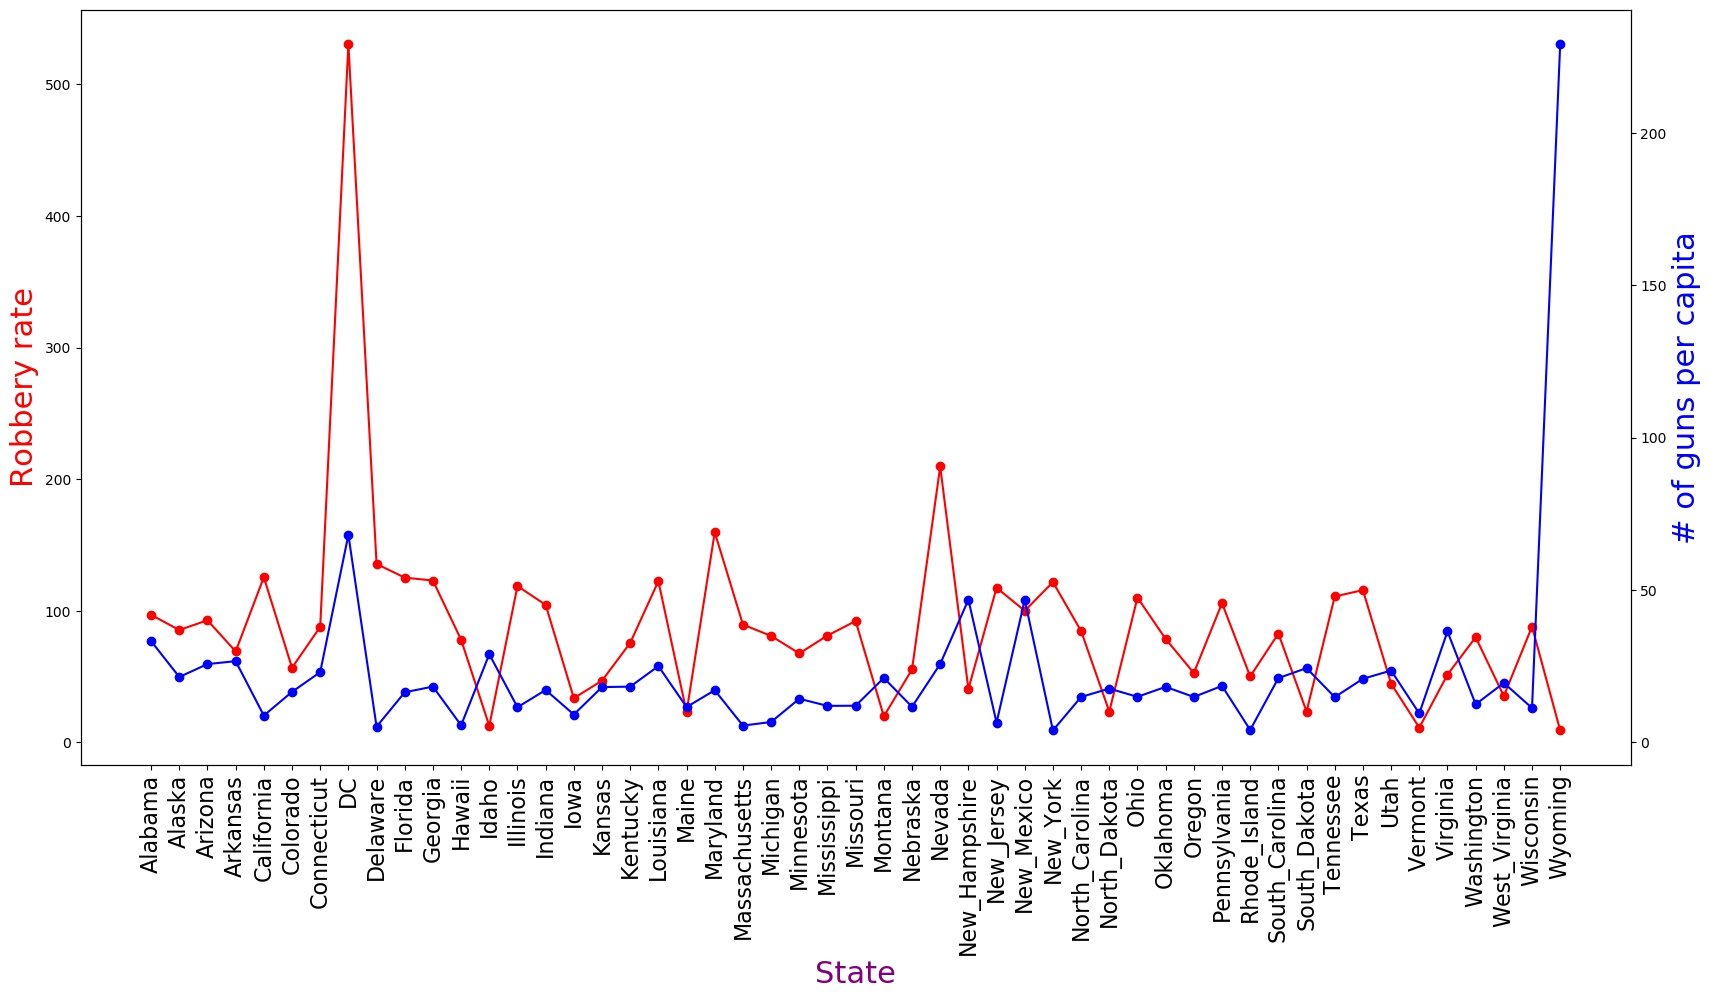 Robbery rate
500
400
300
200
100
0
200
150
100
50
0
# of guns per capita
Alabama
Alaska
Arizona
Arkansas
California
Colorado
Connecticut
DC
Delaware
Florida
Georgia
Hawaii
Idaho
Illinois
Indiana
Iowa
Kansas
Kentucky
Louisiana
Maine
Maryland
Massachusetts
Michigan
Minnesota
Mississippi
Missouri
Montana
Nebraska
Nevada
New_Hampshire
New_Jersey
New_Mexico
New_York
North_Carolina
North_Dakota
Ohio
Oklahoma
Oregon
Pennsylvania
Rhode_Island
South_Carolina
South_Dakota
Tennessee
Texas
Utah
Vermont
Virginia
Washington
West_Virginia
Wisconsin
Wyoming
State